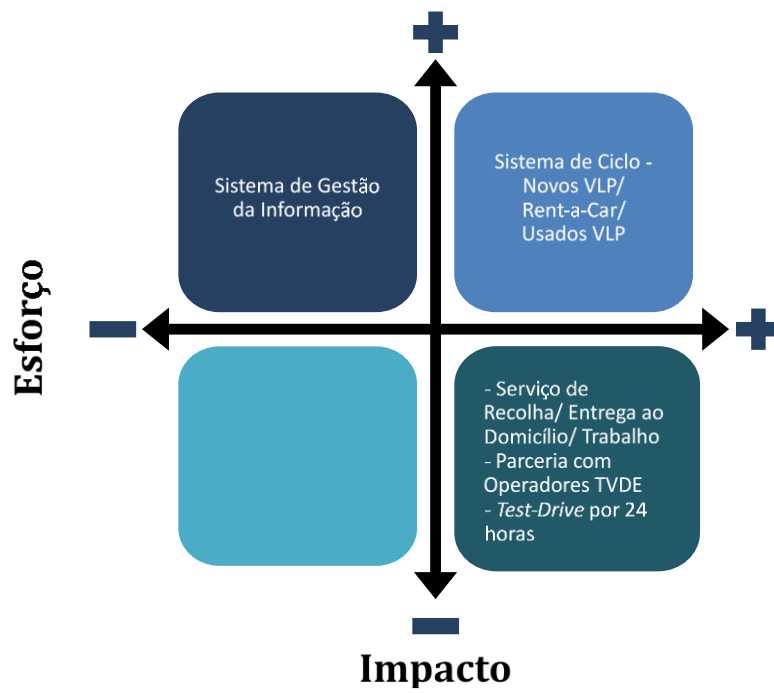 Sistema de Gestão
da Informação
Sistema de Ciclo -
Novos VLP/
Rent-a-Car/
Usados VLP
Esforço
- Serviço de
Recolha/ Entrega ao
Domicílio/ Trabalho
- Parceria com
Operadores TVDE
- Test-Drive por 24
horas
Impacto